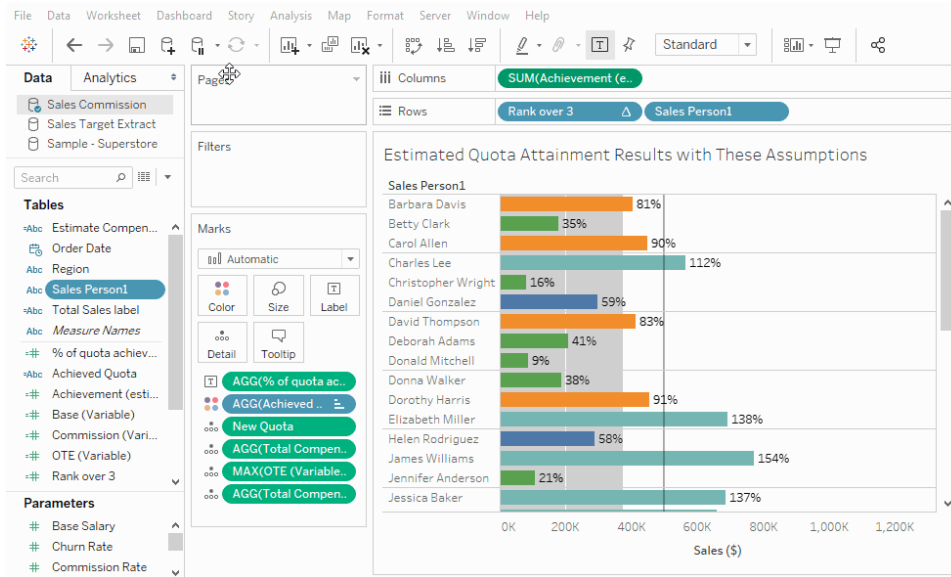 File Data Worksheet Dashboard Story Analysis Map Format Server Window Help
Standard
Data Analytics
Sales Commission
Sales Target Extract
Sample - Superstore
Search
Tables
Abc Estimate Compen...
Order Date
Abc Region
Abc Sales Person1
Abc Total Sales label
Abc Measure Names
# % of quota achiev...
Abc Achieved Quota
# Achievement (esti...
# Base (Variable)
# Commission (Vari...
# OTE (Variable)
# Rank over 3
Parameters
# Base Salary
# Churn Rate
# Commission Rate
Filters
Marks
Automatic
Color Size Label
Detail Tooltip
AGG(% of quota ac..
AGG(Achieved ..
New Quota
AGG(Total Compen..
MAX(OTE (Variable..
AGG(Total Compen..
Columns SUM(Achievement (e..
Rows Rank over 3 Δ Sales Person1
Estimated Quota Attainment Results with These Assumptions
Sales Person1
Barbara Davis 81%
Betty Clark 35%
Carol Allen 90%
Charles Lee 112%
Christopher Wright 16%
Daniel Gonzalez 59%
David Thompson 83%
Deborah Adams 41%
Donald Mitchell 9%
Donna Walker 38%
Dorothy Harris 91%
Elizabeth Miller 138%
Helen Rodriguez 58%
James Williams 154%
Jennifer Anderson 21%
Jessica Baker 137%
0K 200K 400K 600K 800K 1,000K 1,200K
Sales ($)